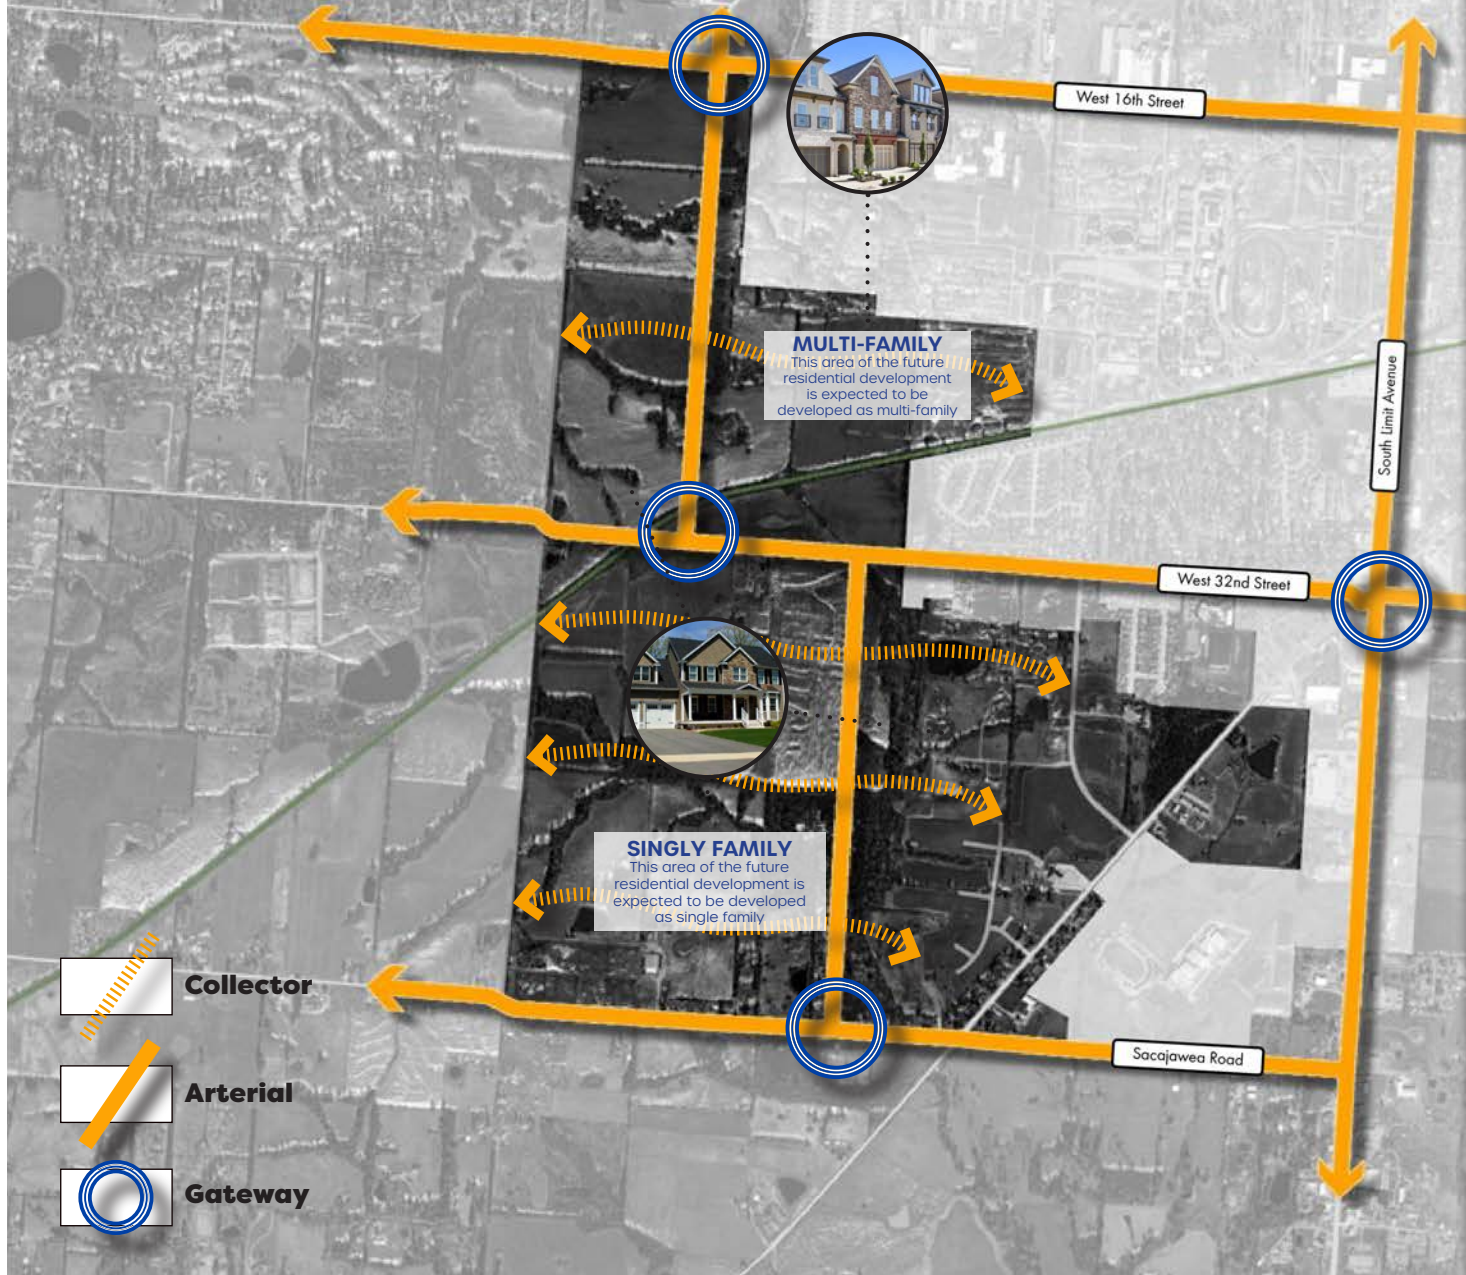 West 16th Street
South Limit Avenue
MULTI-FAMILY
This area of the future
residential development
is expected to be
developed as multi-family
West 32nd Street
SINGLY FAMILY
This area of the future
residential development is
expected to be developed
as single family
Collector
Sacajawea Road
Arterial
Gateway